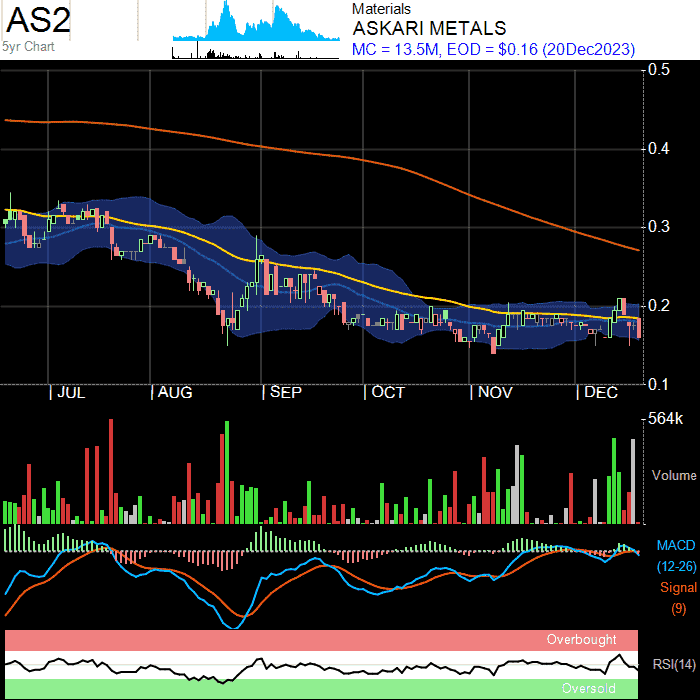 AS2
5yr Chart
Materials
ASKARI METALS
MC = 13.5M, EOD = $0.16 (20Dec2023)
0.5
0.4
0.3
0.2
0.1
| JUL | AUG | SEP | OCT | NOV | DEC
564k
Volume
MACD
(12-26)
Signal
(9)
Overbought
RSI(14)
Oversold